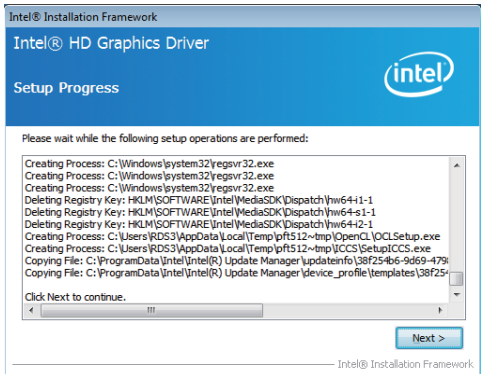 Intel® Installation Framework
Intel® HD Graphics Driver
intel
Setup Progress
Please wait while the following setup operations are performed:
Creating Process: C:\Windows\system32\regsvr32.exe
Creating Process: C:\Windows\system32\regsvr32.exe
Creating Process: C:\Windows\system32\regsvr32.exe
Deleting Registry Key: HKLM\SOFTWARE\Intel\MediaSDK\Dispatch\hw64-i1-1
Deleting Registry Key: HKLM\SOFTWARE\Intel\MediaSDK\Dispatch\hw64-s1-1
Deleting Registry Key: HKLM\SOFTWARE\Intel\MediaSDK\Dispatch\hw64-i2-1
Creating Process: C:\Users\RDS3\AppData\Local\Temp\pft512~tmp\OpenCL\OCLSetup.exe
Creating Process: C:\Users\RDS3\AppData\Local\Temp\pft512~tmp\ICCS\SetupICCS.exe
Copying File: C:\ProgramData\Intel\Intel(R) Update Manager\updateinfo\38f254b6-9d69-479
Copying File: C:\ProgramData\Intel\Intel(R) Update Manager\device_profile\templates\38f254
Click Next to continue.
Next >
Intel® Installation Framework